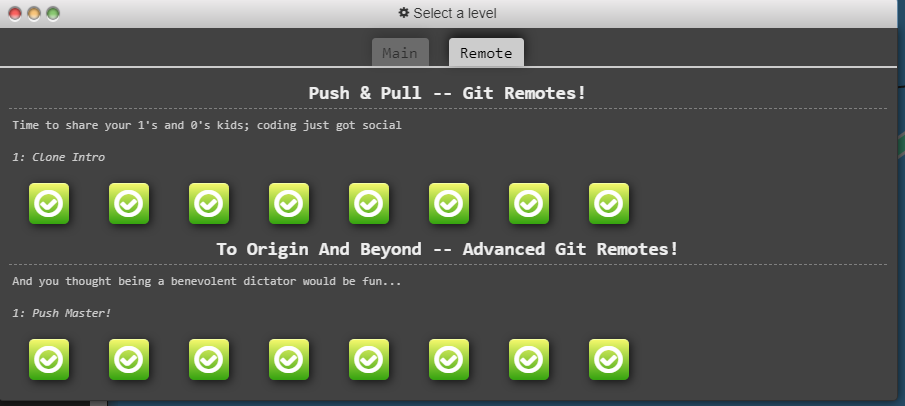 Select a level
Main
Remote
Push & Pull -- Git Remotes!
Time to share your 1's and 0's kids; coding just got social
1: Clone Intro
To Origin And Beyond -- Advanced Git Remotes!
And you thought being a benevolent dictator would be fun...
1: Push Master!